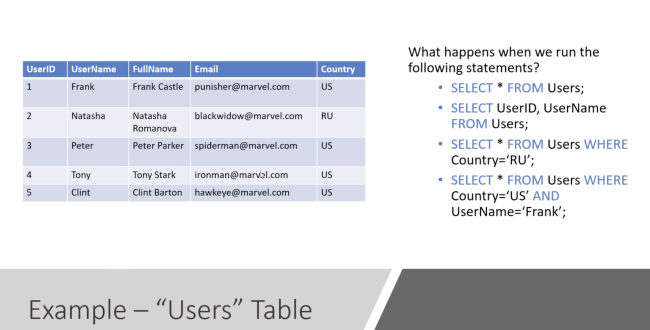 UserID UserName FullName Email Country
1 Frank Frank Castle punisher@marvel.com US
2 Natasha Natasha Romanova blackwidow@marvel.com RU
3 Peter Peter Parker spiderman@marvel.com US
4 Tony Tony Stark ironman@marvel.com US
5 Clint Clint Barton hawkeye@marvel.com US
What happens when we run the
following statements?
• SELECT * FROM Users;
• SELECT UserID, UserName
FROM Users;
• SELECT * FROM Users WHERE
Country=‘RU’;
• SELECT * FROM Users WHERE
Country=‘US’ AND
UserName=‘Frank’;
Example – “Users” Table